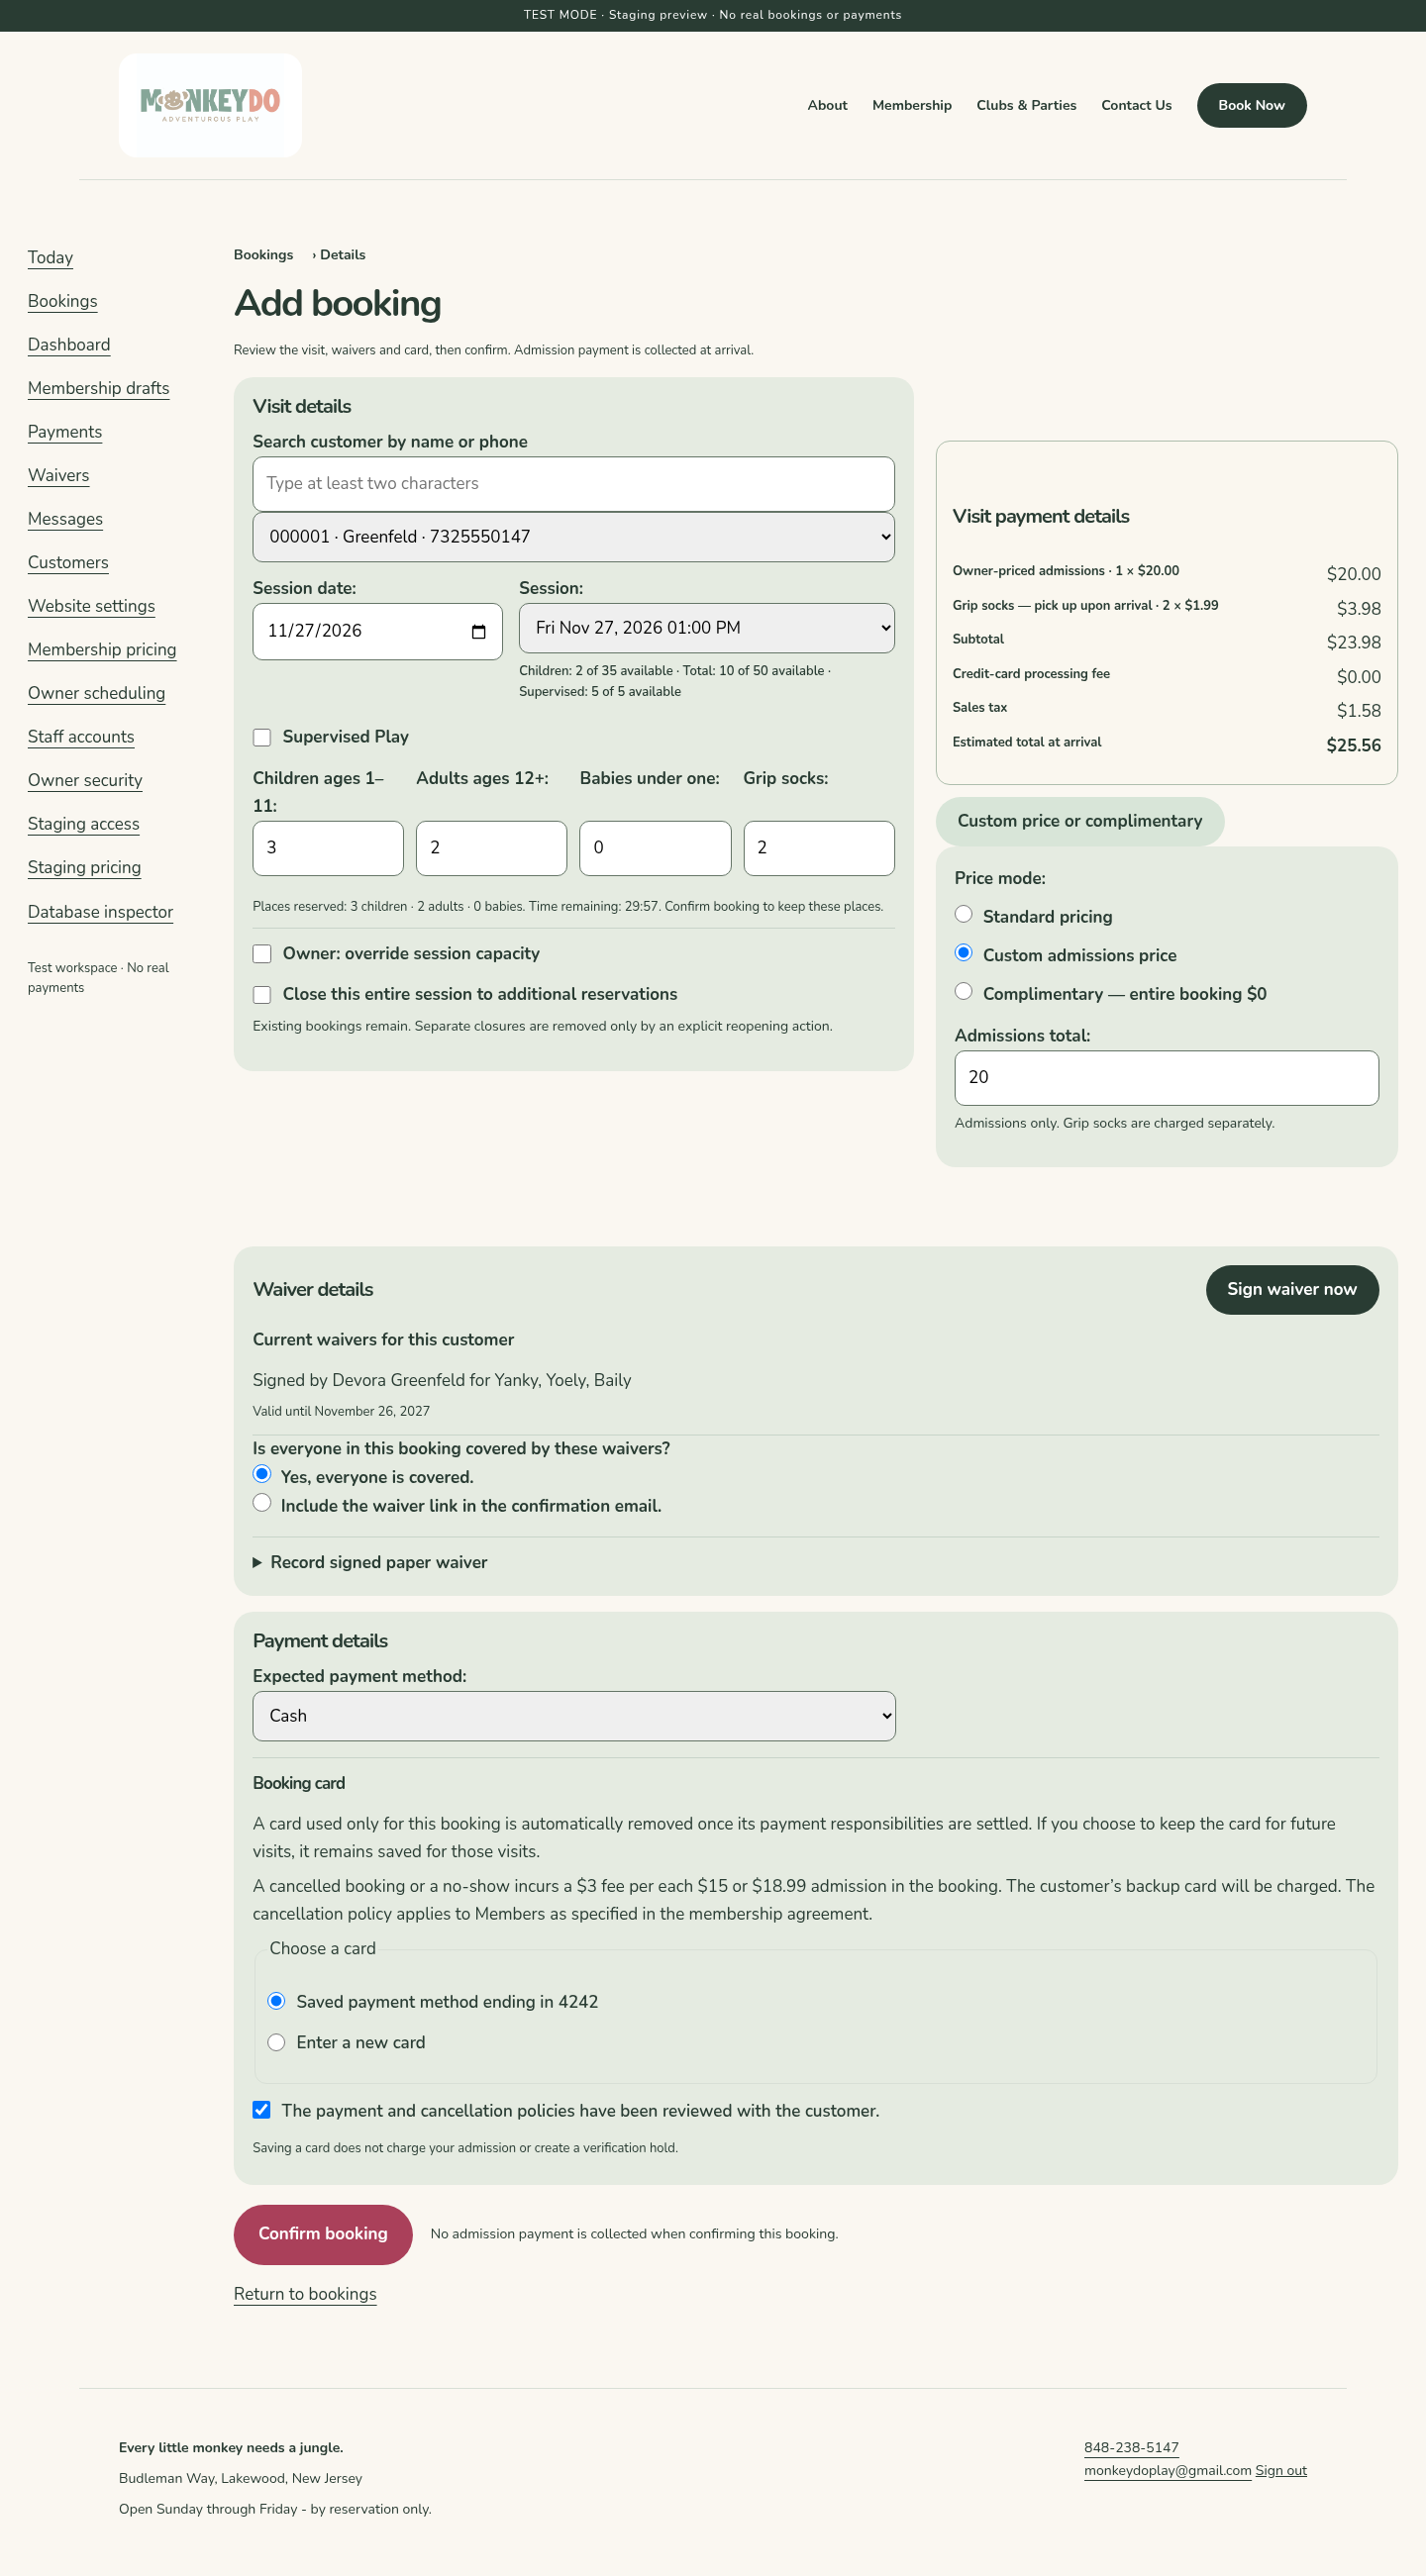 TEST MODE · Staging preview · No real bookings or payments
MONKEYDO
ADVENTUROUS PLAY
About Membership Clubs & Parties Contact Us Book Now
Today
Bookings
Dashboard
Membership drafts
Payments
Waivers
Messages
Customers
Website settings
Membership pricing
Owner scheduling
Staff accounts
Owner security
Staging access
Staging pricing
Database inspector
Test workspace · No real
payments
Bookings › Details
Add booking
Review the visit, waivers and card, then confirm. Admission payment is collected at arrival.
Visit details
Search customer by name or phone
Type at least two characters
000001 · Greenfeld · 7325550147
Session date: Session:
11/27/2026 Fri Nov 27, 2026 01:00 PM
Children: 2 of 35 available · Total: 10 of 50 available ·
Supervised: 5 of 5 available
Supervised Play
Children ages 1–
11:
Adults ages 12+: Babies under one: Grip socks:
3 2 0 2
Places reserved: 3 children · 2 adults · 0 babies. Time remaining: 29:57. Confirm booking to keep these places.
Owner: override session capacity
Close this entire session to additional reservations
Existing bookings remain. Separate closures are removed only by an explicit reopening action.
Visit payment details
Owner-priced admissions · 1 × $20.00 $20.00
Grip socks — pick up upon arrival · 2 × $1.99 $3.98
Subtotal $23.98
Credit-card processing fee $0.00
Sales tax $1.58
Estimated total at arrival $25.56
Custom price or complimentary
Price mode:
Standard pricing
Custom admissions price
Complimentary — entire booking $0
Admissions total:
20
Admissions only. Grip socks are charged separately.
Waiver details Sign waiver now
Current waivers for this customer
Signed by Devora Greenfeld for Yanky, Yoely, Baily
Valid until November 26, 2027
Is everyone in this booking covered by these waivers?
Yes, everyone is covered.
Include the waiver link in the confirmation email.
Record signed paper waiver
Payment details
Expected payment method:
Cash
Booking card
A card used only for this booking is automatically removed once its payment responsibilities are settled. If you choose to keep the card for future
visits, it remains saved for those visits.
A cancelled booking or a no-show incurs a $3 fee per each $15 or $18.99 admission in the booking. The customer’s backup card will be charged. The
cancellation policy applies to Members as specified in the membership agreement.
Choose a card
Saved payment method ending in 4242
Enter a new card
The payment and cancellation policies have been reviewed with the customer.
Saving a card does not charge your admission or create a verification hold.
Confirm booking No admission payment is collected when confirming this booking.
Return to bookings
Every little monkey needs a jungle.
Budleman Way, Lakewood, New Jersey
Open Sunday through Friday - by reservation only.
848-238-5147
monkeydoplay@gmail.com Sign out